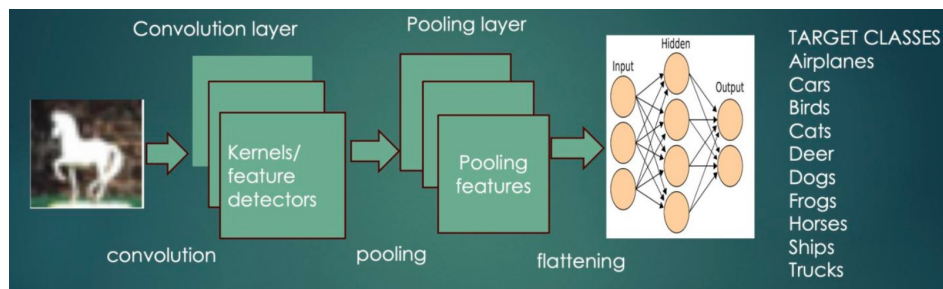 Convolution layer
Kernels/
feature
detectors
convolution
Pooling layer
Pooling
features
pooling
flattening
Input
Hidden
Output
TARGET CLASSES
Airplanes
Cars
Birds
Cats
Deer
Dogs
Frogs
Horses
Ships
Trucks